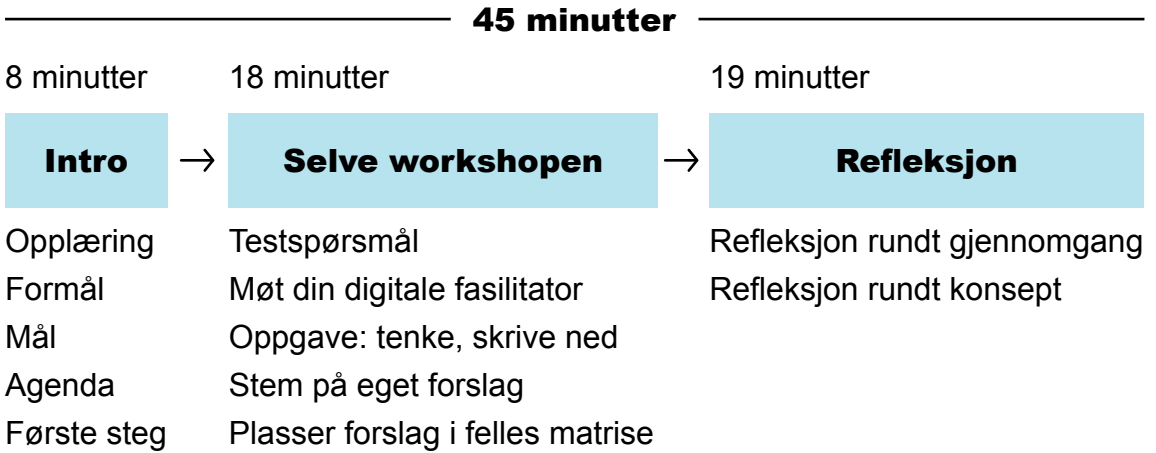 45 minutter
8 minutter
18 minutter
19 minutter
Intro → Selve workshopen → Refleksjon
Opplæring
Formål
Mål
Agenda
Første steg
Testspørsmål
Møt din digitale fasilitator
Oppgave: tenke, skrive ned
Stem på eget forslag
Plasser forslag i felles matrise
Refleksjon rundt gjennomgang
Refleksjon rundt konsept